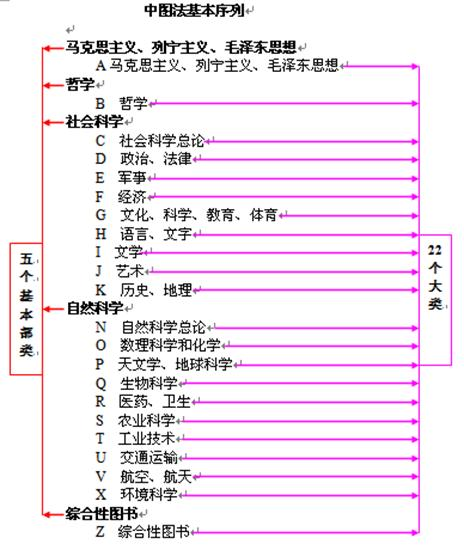 中图法基本序列
马克思主义、列宁主义、毛泽东思想
A 马克思主义、列宁主义、毛泽东思想
哲学
B 哲学
社会科学
C 社会科学总论
D 政治、法律
E 军事
F 经济
G 文化、科学、教育、体育
H 语言、文字
I 文学
J 艺术
K 历史、地理
自然科学
N 自然科学总论
O 数理科学和化学
P 天文学、地球科学
Q 生物科学
R 医药、卫生
S 农业科学
T 工业技术
U 交通运输
V 航空、航天
X 环境科学
综合性图书
Z 综合性图书
五个基本部类
22个大类